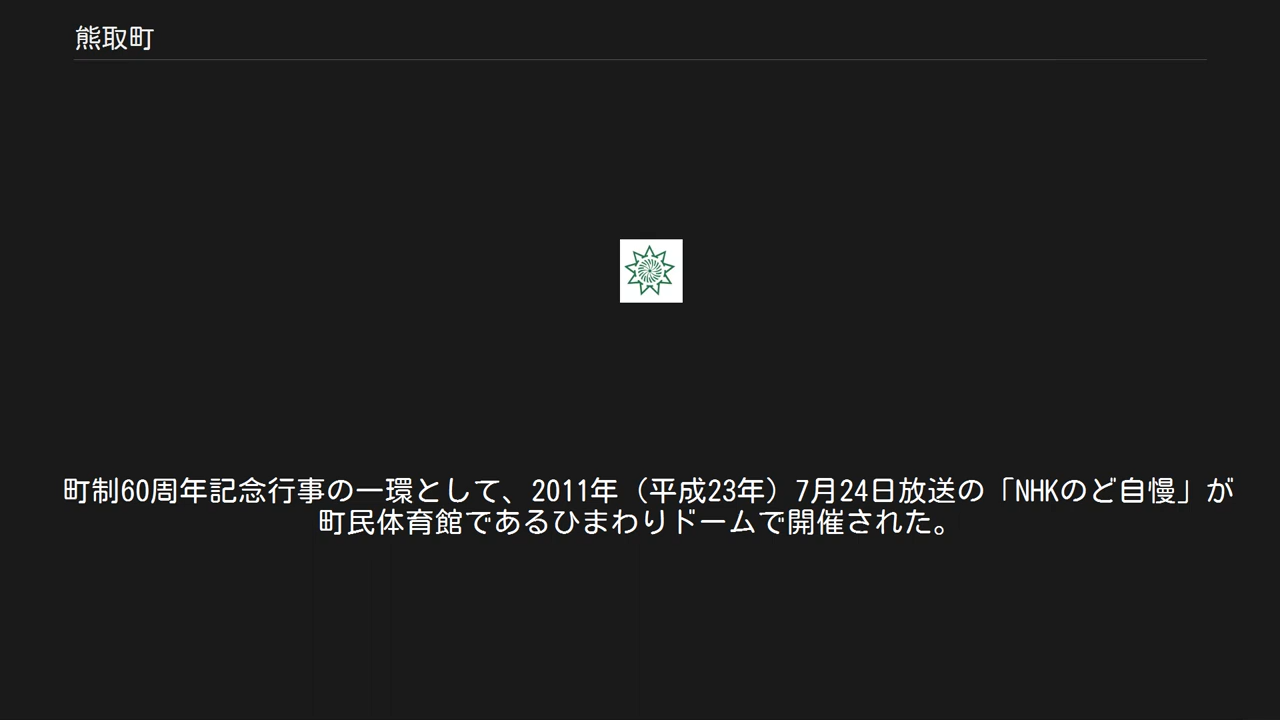 熊取町
町制60周年記念行事の一環として、2011年（平成23年）7月24日放送の「NHKのど自慢」が
町民体育館であるひまわりドームで開催された。